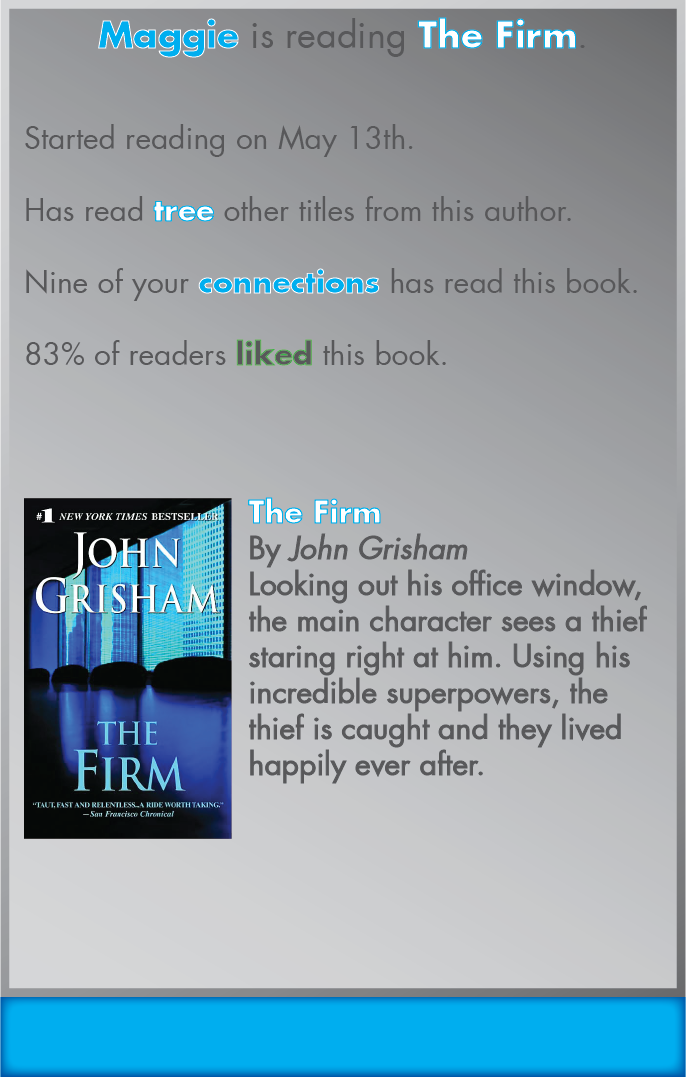 Maggie is reading The Firm.
Started reading on May 13th.
Has read tree other titles from this author.
Nine of your connections has read this book.
83% of readers liked this book.
#1 NEW YORK TIMES BESTSELLER
JOHN
GRISHAM
THE
FIRM
“TAUT, FAST AND RELENTLESS...A RIDE WORTH TAKING.”
—San Francisco Chronical
The Firm
By John Grisham
Looking out his office window,
the main character sees a thief
staring right at him. Using his
incredible superpowers, the
thief is caught and they lived
happily ever after.